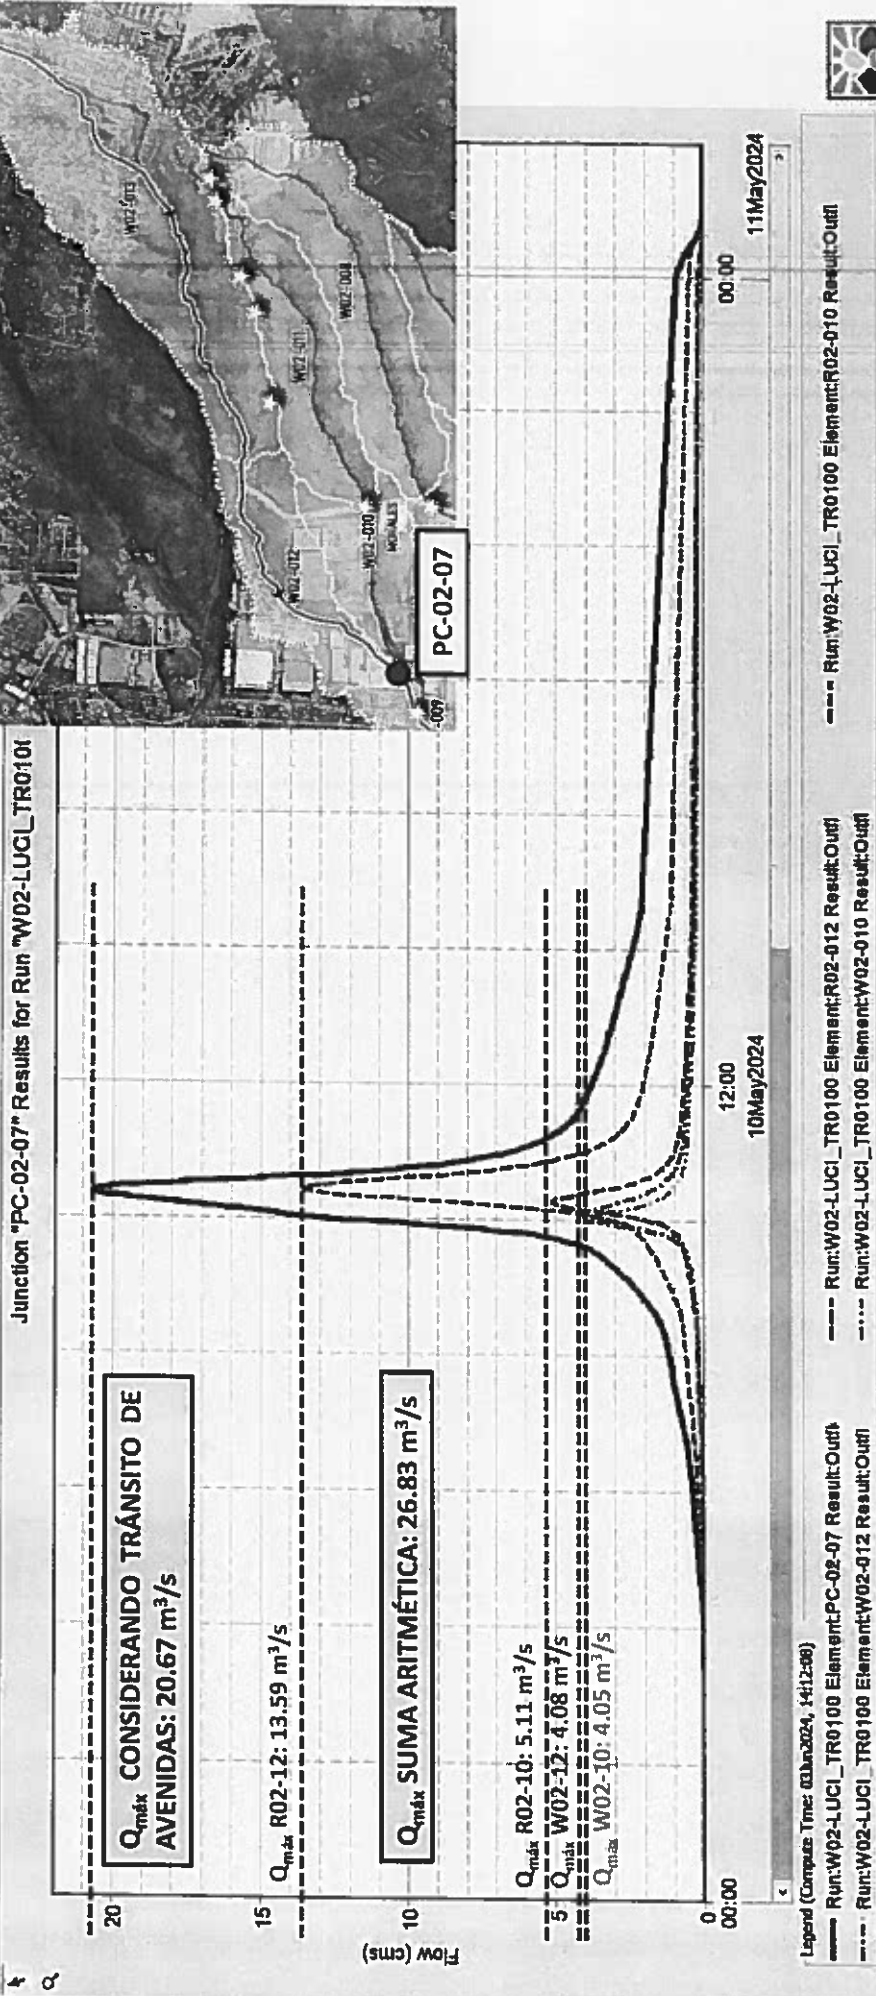 Junction "PC-02-07" Results for Run "W02-LUCI_TR010(
W02-013
W02-011
W02-008
W02-012
W02-010
MORALES
-009
PC-02-07
Qmáx CONSIDERANDO TRÁNSITO DE
AVENIDAS: 20.67 m³/s
Qmáx R02-12: 13.59 m³/s
Qmáx SUMA ARITMÉTICA: 26.83 m³/s
Qmáx R02-10: 5.11 m³/s
Qmáx W02-12: 4.08 m³/s
Qmáx W02-10: 4.05 m³/s
Flow (cms)
20
15
10
5
0
00:00
12:00
00:00
10May2024
11May2024
Legend (Compute Time: 03Jun2024, 14:12:08)
Run:W02-LUCI_TR0100 Element:PC-02-07 Result:Outfl
Run:W02-LUCI_TR0100 Element:R02-012 Result:Outfl
Run:W02-LUCI_TR0100 Element:R02-010 Result:Outfl
Run:W02-LUCI_TR0100 Element:W02-012 Result:Outfl
Run:W02-LUCI_TR0100 Element:W02-010 Result:Outfl